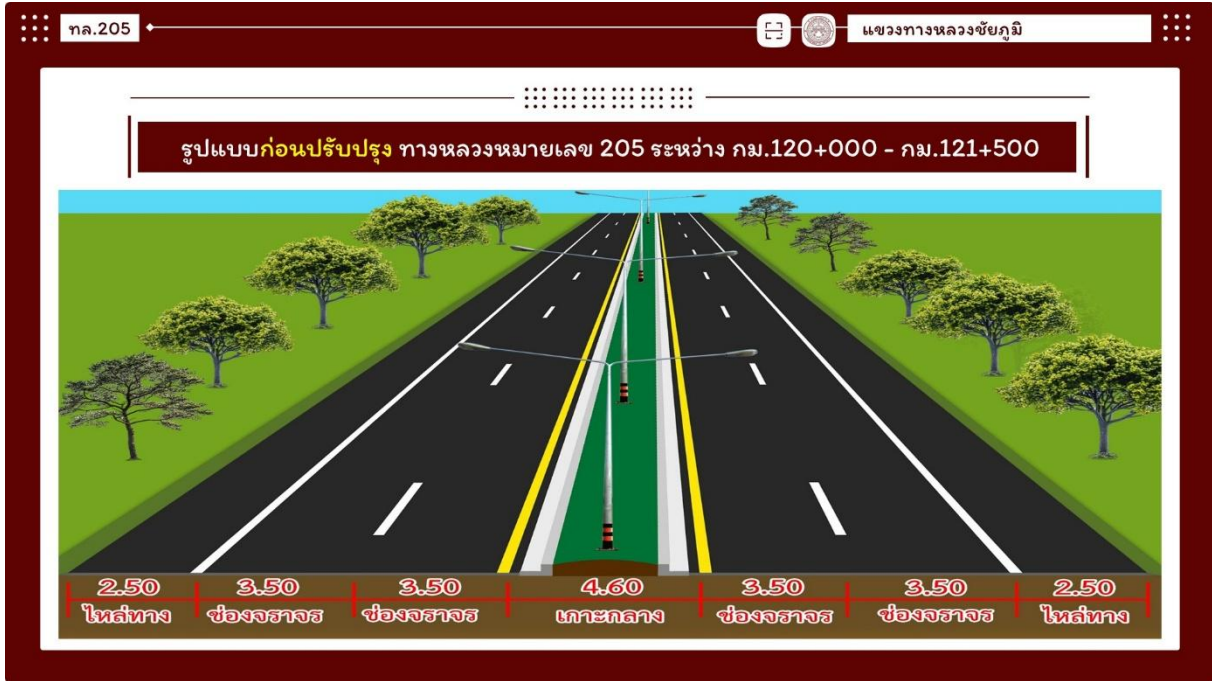 ทล.205
แขวงทางหลวงชัยภูมิ
รูปแบบก่อนปรับปรุง ทางหลวงหมายเลข 205 ระหว่าง กม.120+000 - กม.121+500
2.50 3.50 3.50 4.60 3.50 3.50 2.50
ไหล่ทาง ช่องจราจร ช่องจราจร เกาะกลาง ช่องจราจร ช่องจราจร ไหล่ทาง